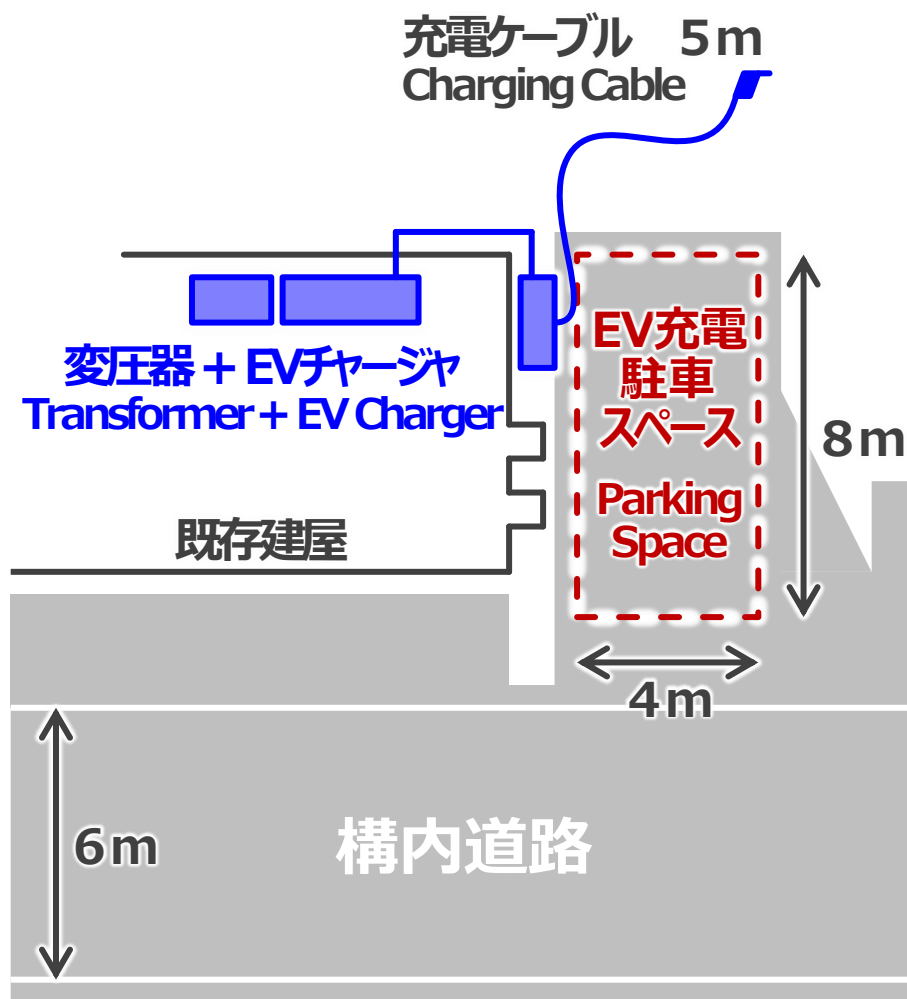 充電ケーブル　5m
Charging Cable
変圧器 + EVチャージャ
Transformer + EV Charger
EV充電
駐車
スペース
Parking
Space
8m
既存建屋
4m
6m
構内道路